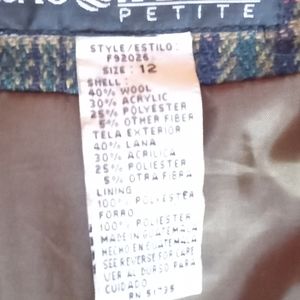 PETITE
STYLE/ESTILO:
F92026
SIZE: 12
SHELL:
40% WOOL
30% ACRYLIC
25% POLYESTER
5% OTHER FIBER
TELA EXTERIOR
40% LANA
30% ACRILICA
25% POLIESTER
5% OTRA FIBRA
LINING
100% POLYESTER
FORRO
100% POLIESTER
MADE IN GUATEMALA
HECHO EN GUATEMALA
SEE REVERSE FOR CARE
VER AL DORSO PARA
CUIDADO
RN 51735